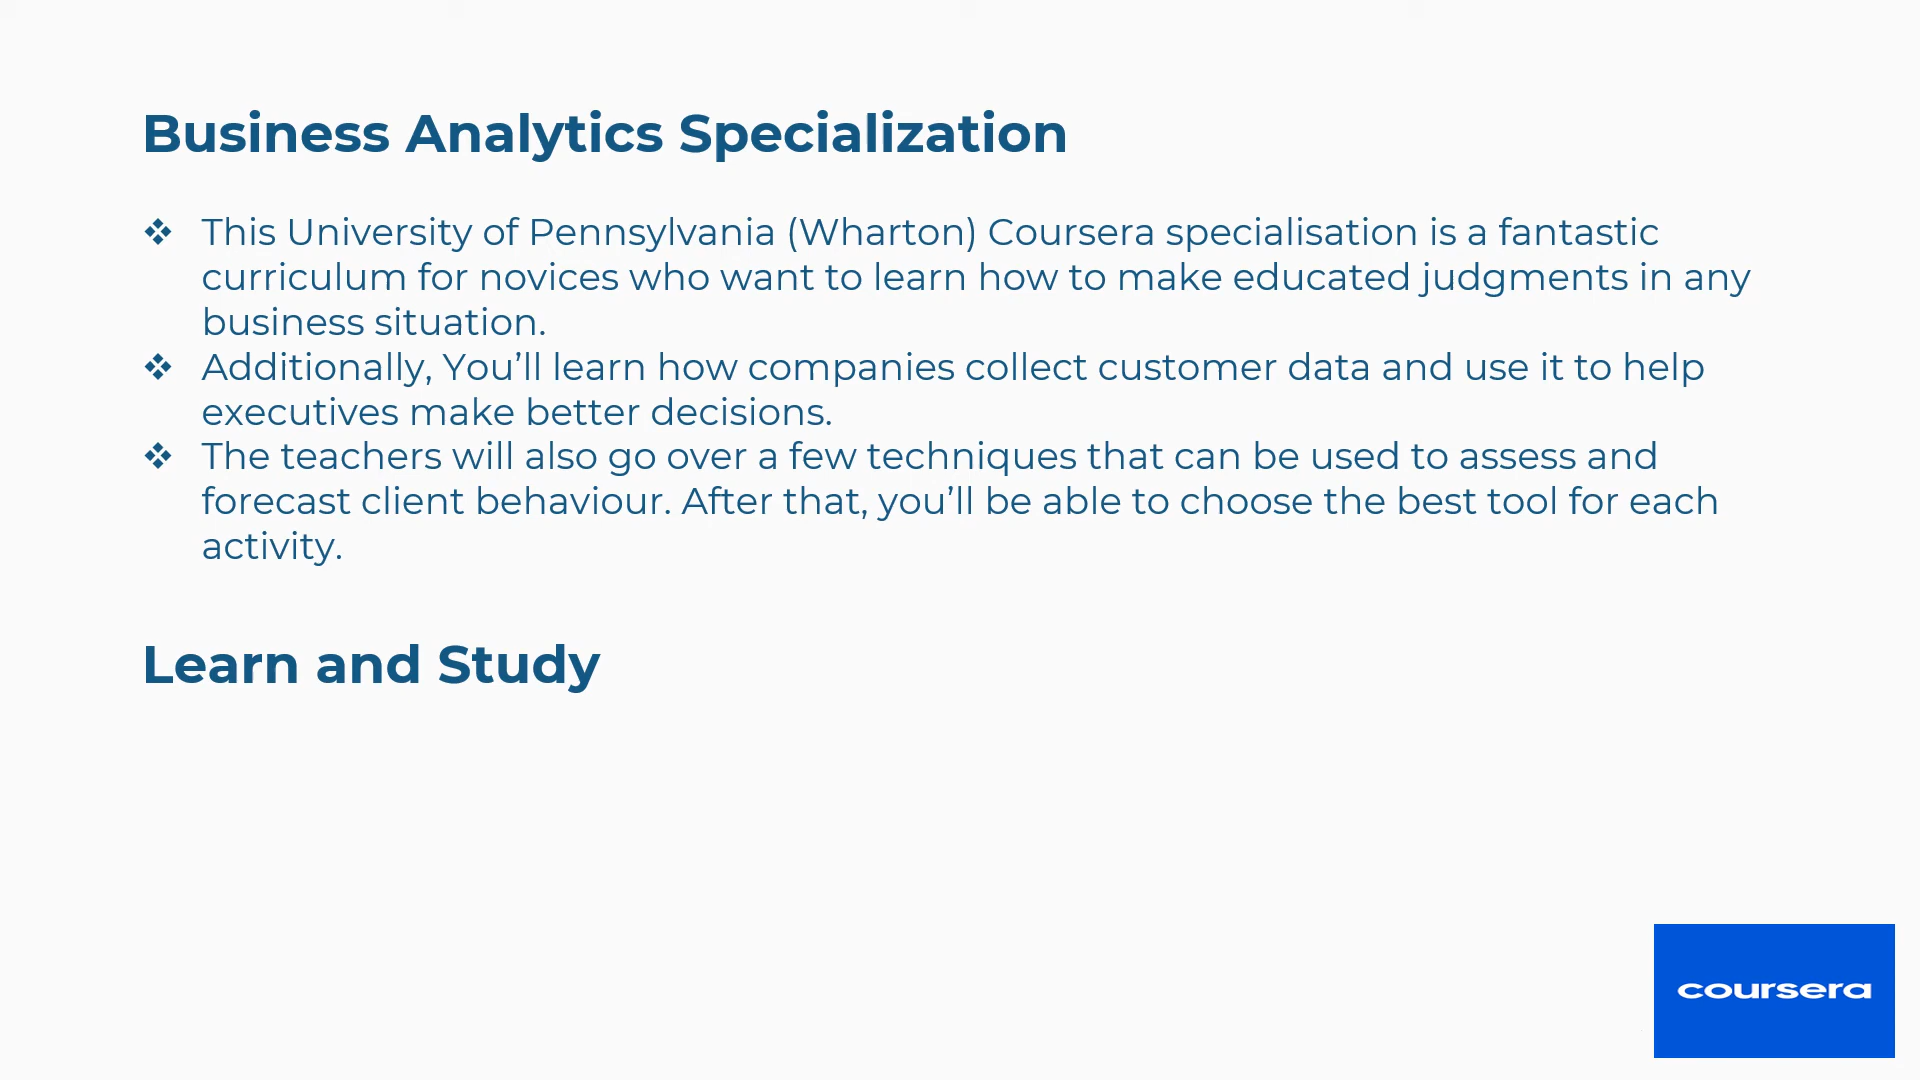 Business Analytics Specialization
❖ This University of Pennsylvania (Wharton) Coursera specialisation is a fantastic
curriculum for novices who want to learn how to make educated judgments in any
business situation.
❖ Additionally, You’ll learn how companies collect customer data and use it to help
executives make better decisions.
❖ The teachers will also go over a few techniques that can be used to assess and
forecast client behaviour. After that, you’ll be able to choose the best tool for each
activity.
Learn and Study
coursera